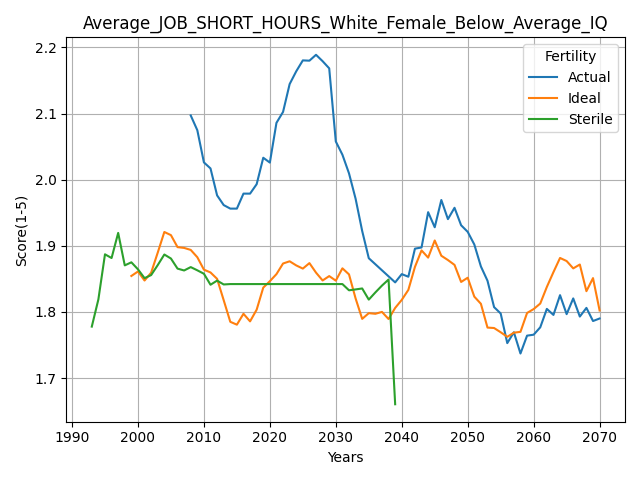 Average_JOB_SHORT_HOURS_White_Female_Below_Average_IQ
Fertility
Actual
Ideal
Sterile
Score(1-5)
2.2
2.1
2.0
1.9
1.8
1.7
1990 2000 2010 2020 2030 2040 2050 2060 2070
Years